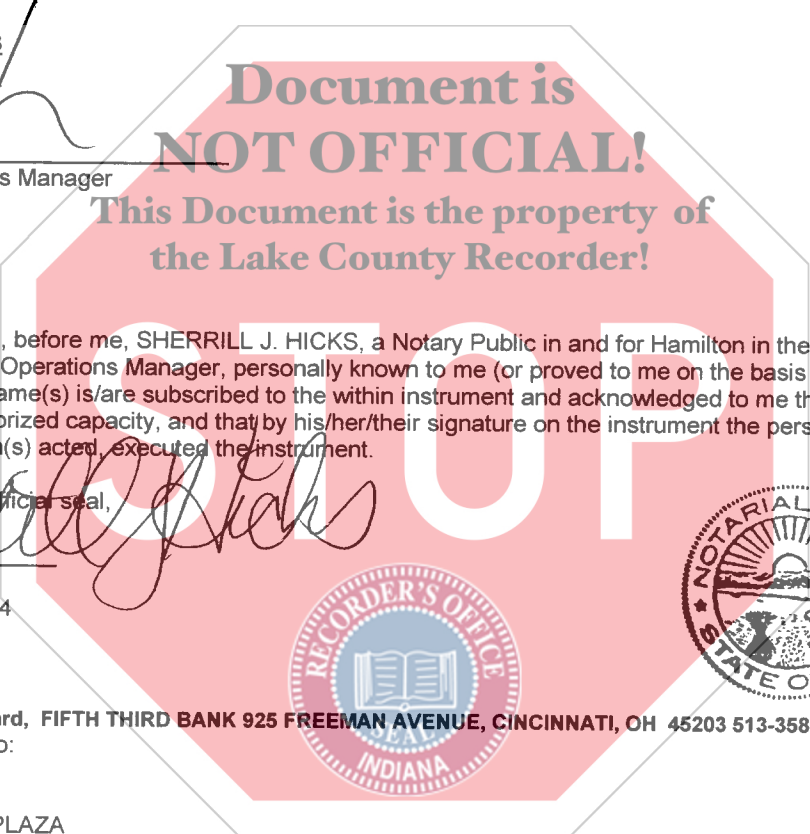 Document is
NOT OFFICIAL!
s Manager
This Document is the property of
the Lake County Recorder!
STOP
, before me, SHERRILL J. HICKS, a Notary Public in and for Hamilton in the
Operations Manager, personally known to me (or proved to me on the basis
ame(s) is/are subscribed to the within instrument and acknowledged to me th
orized capacity, and that by his/her/their signature on the instrument the pers
(s) acted, executed the instrument.
ficial seal,
Hicks
NOTARIAL
STATE O
4
RECORDER'S OFFICE
SEAL
INDIANA
rd, FIFTH THIRD BANK 925 FREEMAN AVENUE, CINCINNATI, OH 45203 513-358
o:
PLAZA